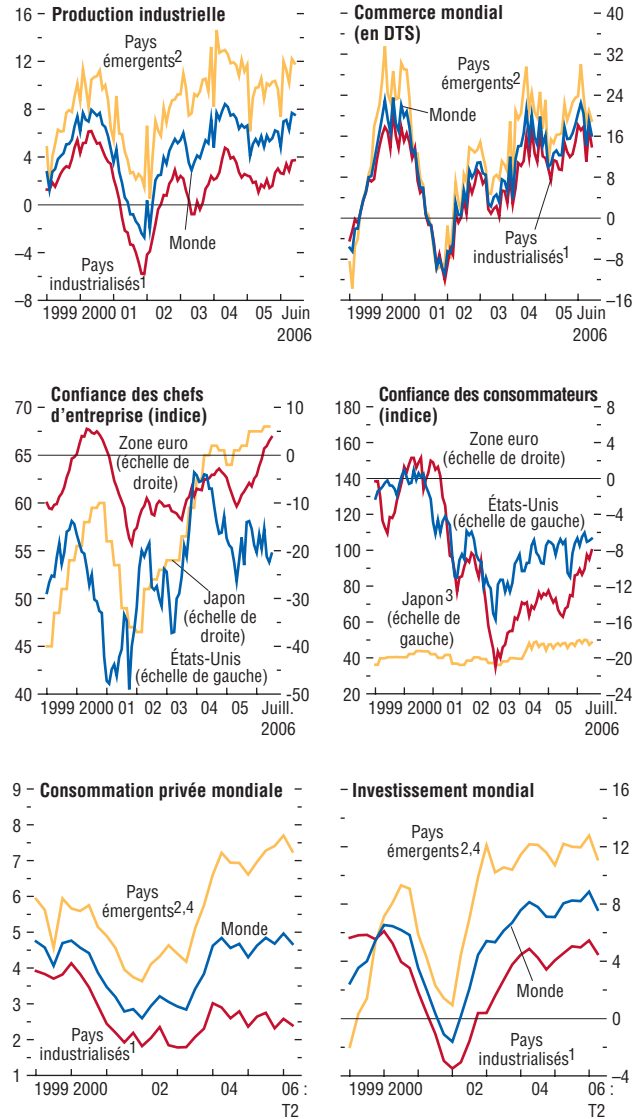 Production industrielle
16
12
8
4
0
−4
−8
Pays
émergents2
Monde
Pays
industrialisés1
1999 2000 01 02 03 04 05 Juin
2006
Commerce mondial
(en DTS)
40
32
24
16
8
0
−8
−16
Pays
émergents2
Monde
Pays
industrialisés1
1999 2000 01 02 03 04 05 Juin
2006
Confiance des chefs
d'entreprise (indice)
70
65
60
55
50
45
40
10
0
-10
-20
-30
-40
-50
Zone euro
(échelle de
droite)
Japon
(échelle de
droite)
États-Unis
(échelle de gauche)
1999 2000 01 02 03 04 05 Juill.
2006
Confiance des consommateurs
(indice)
180
160
140
120
100
80
60
40
20
8
4
0
−4
−8
−12
−16
−20
−24
Zone euro
(échelle de droite)
États-Unis
(échelle de gauche)
Japon3
(échelle de
gauche)
1999 2000 01 02 03 04 05 Juill.
2006
Consommation privée mondiale
9
8
7
6
5
4
3
2
1
Pays
émergents2,4
Monde
Pays
industrialisés1
1999 2000 02 04 06 :
T2
Investissement mondial
16
12
8
4
0
−4
Pays
émergents2,4
Monde
Pays
industrialisés1
1999 2000 02 04 06 :
T2